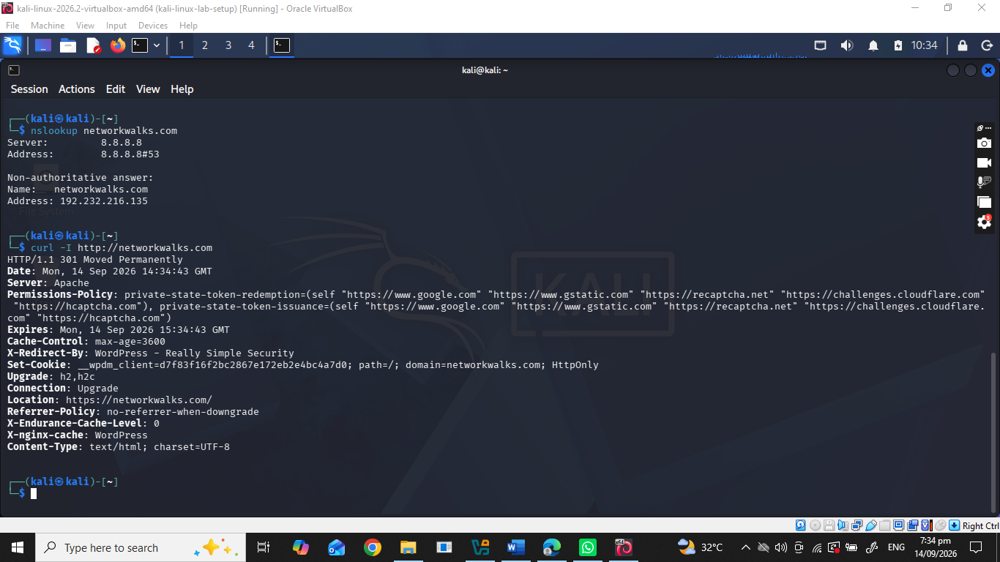 kali-linux-2026.2-virtualbox-amd64 (kali-linux-lab-setup) [Running] - Oracle VirtualBox
File Machine View Input Devices Help
1 2 3 4 10:34
kali@kali: ~
Session Actions Edit View Help
┌──(kali㉿kali)-[~]
└─$ nslookup networkwalks.com
Server: 8.8.8.8
Address: 8.8.8.8#53
Non-authoritative answer:
Name: networkwalks.com
Address: 192.232.216.135
File System
┌──(kali㉿kali)-[~]
└─$ curl -I http://networkwalks.com
HTTP/1.1 301 Moved Permanently
Date: Mon, 14 Sep 2026 14:34:43 GMT
Server: Apache
Permissions-Policy: private-state-token-redemption=(self "https://www.google.com" "https://www.gstatic.com" "https://recaptcha.net" "https://challenges.cloudflare.com"
"https://hcaptcha.com"), private-state-token-issuance=(self "https://www.google.com" "https://www.gstatic.com" "https://recaptcha.net" "https://challenges.cloudflare.
com" "https://hcaptcha.com")
Expires: Mon, 14 Sep 2026 15:34:43 GMT
Cache-Control: max-age=3600
X-Redirect-By: WordPress - Really Simple Security
Set-Cookie: __wpdm_client=d7f83f16f2bc2867e172eb2e4bc4a7d0; path=/; domain=networkwalks.com; HttpOnly
Upgrade: h2,h2c
Connection: Upgrade
Location: https://networkwalks.com/
Referrer-Policy: no-referrer-when-downgrade
X-Endurance-Cache-Level: 0
X-nginx-cache: WordPress
Content-Type: text/html; charset=UTF-8
KALI
┌──(kali㉿kali)-[~]
└─$
5
Right Ctrl
Type here to search
32°C
ENG
7:34 pm
14/09/2026